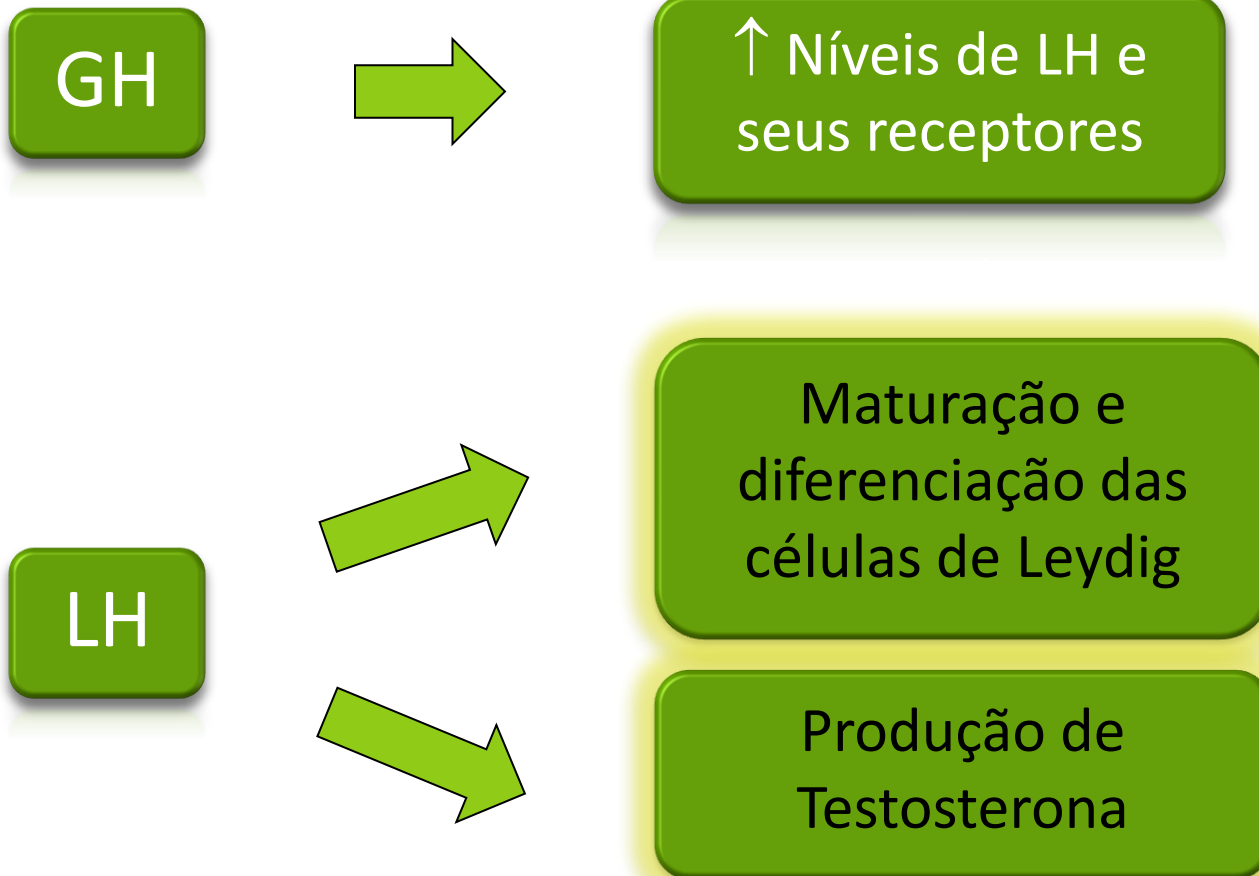 GH
↑ Níveis de LH e
seus receptores
Maturação e
diferenciação das
células de Leydig
LH
Produção de
Testosterona